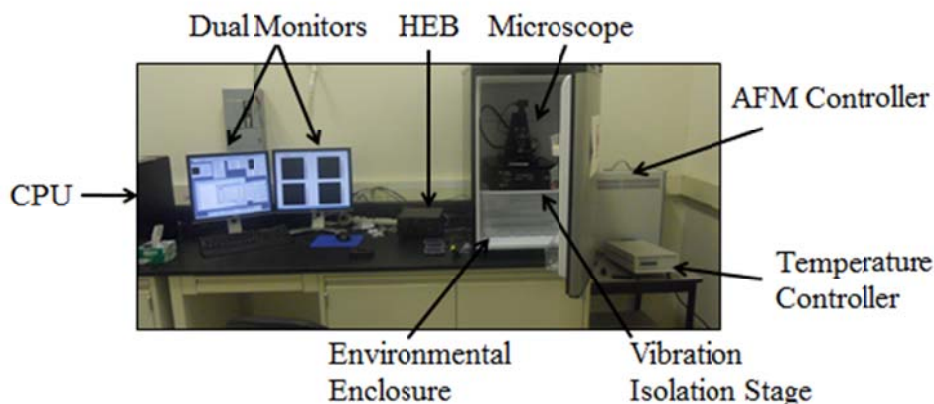 Dual Monitors
HEB
Microscope
AFM Controller
CPU
Temperature
Controller
Environmental
Enclosure
Vibration
Isolation Stage